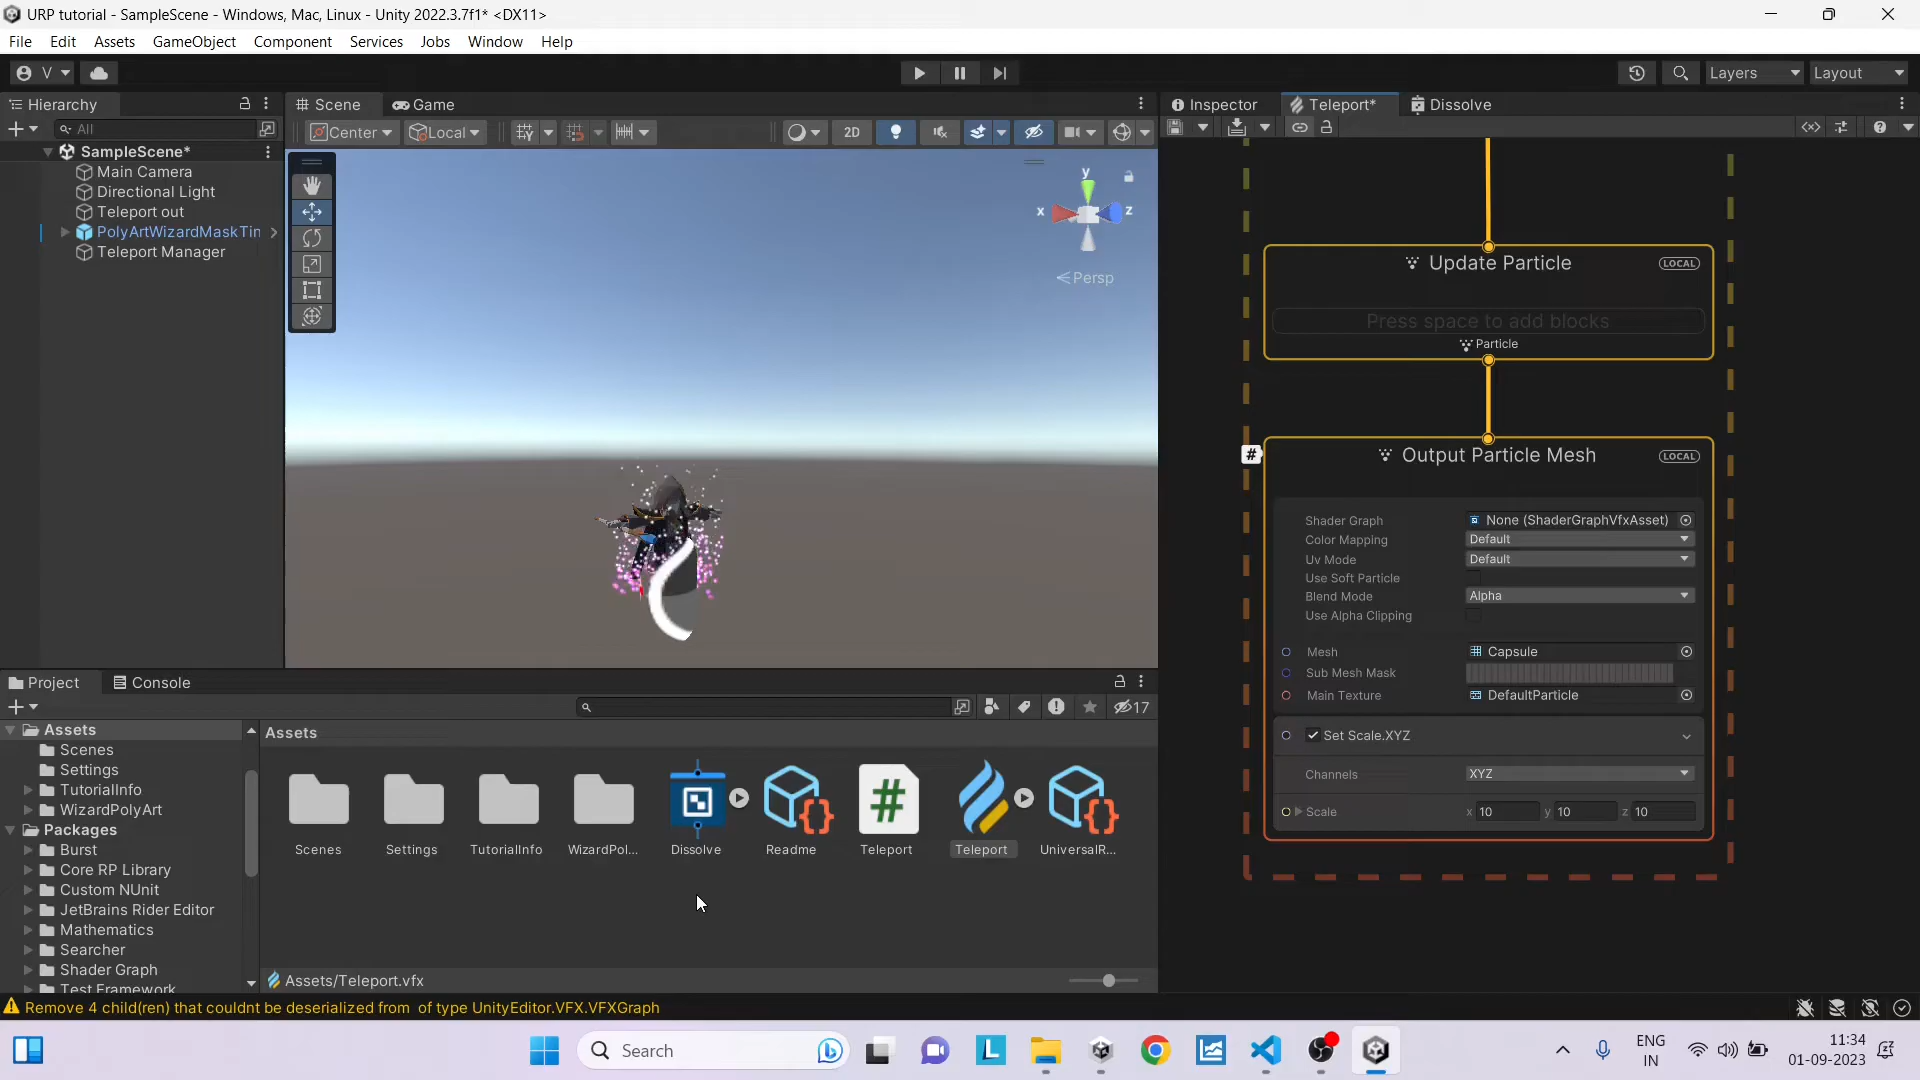 URP tutorial - SampleScene - Windows, Mac, Linux - Unity 2022.3.7f1* <DX11>
File Edit Assets GameObject Component Services Jobs Window Help
V Layers Layout
Hierarchy
All
SampleScene*
Main Camera
Directional Light
Teleport out
PolyArtWizardMaskTin
Teleport Manager
Scene Game
Center Local 2D
y
x z
Persp
Inspector Teleport* Dissolve
Update Particle LOCAL
Press space to add blocks
Particle
# Output Particle Mesh LOCAL
Shader Graph None (ShaderGraphVfxAsset)
Color Mapping Default
Uv Mode Default
Use Soft Particle
Blend Mode Alpha
Use Alpha Clipping
Mesh Capsule
Sub Mesh Mask
Main Texture DefaultParticle
Set Scale.XYZ
Channels XYZ
Scale x 10 y 10 z 10
Project Console
17
Assets
Scenes
Settings
TutorialInfo
WizardPolyArt
Packages
Burst
Core RP Library
Custom NUnit
JetBrains Rider Editor
Mathematics
Searcher
Shader Graph
Test Framework
Assets
Scenes Settings TutorialInfo WizardPol... Dissolve Readme Teleport Teleport UniversalR...
Assets/Teleport.vfx
Remove 4 child(ren) that couldnt be deserialized from of type UnityEditor.VFX.VFXGraph
Search
ENG
IN
11:34
01-09-2023